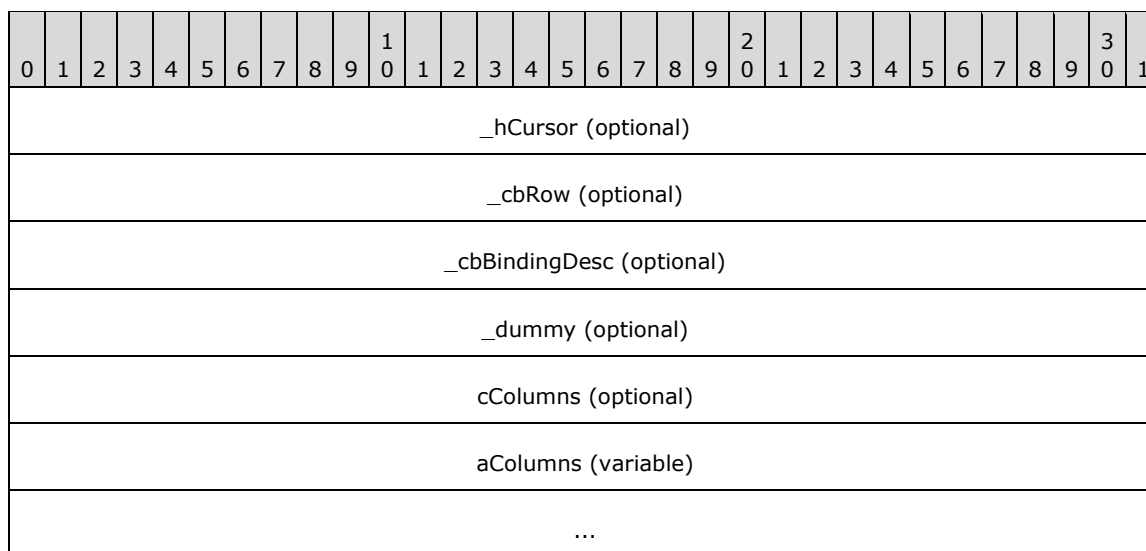 1 2 3
0 1 2 3 4 5 6 7 8 9 0 1 2 3 4 5 6 7 8 9 0 1 2 3 4 5 6 7 8 9 0 1
_hCursor (optional)
_cbRow (optional)
_cbBindingDesc (optional)
_dummy (optional)
cColumns (optional)
aColumns (variable)
...